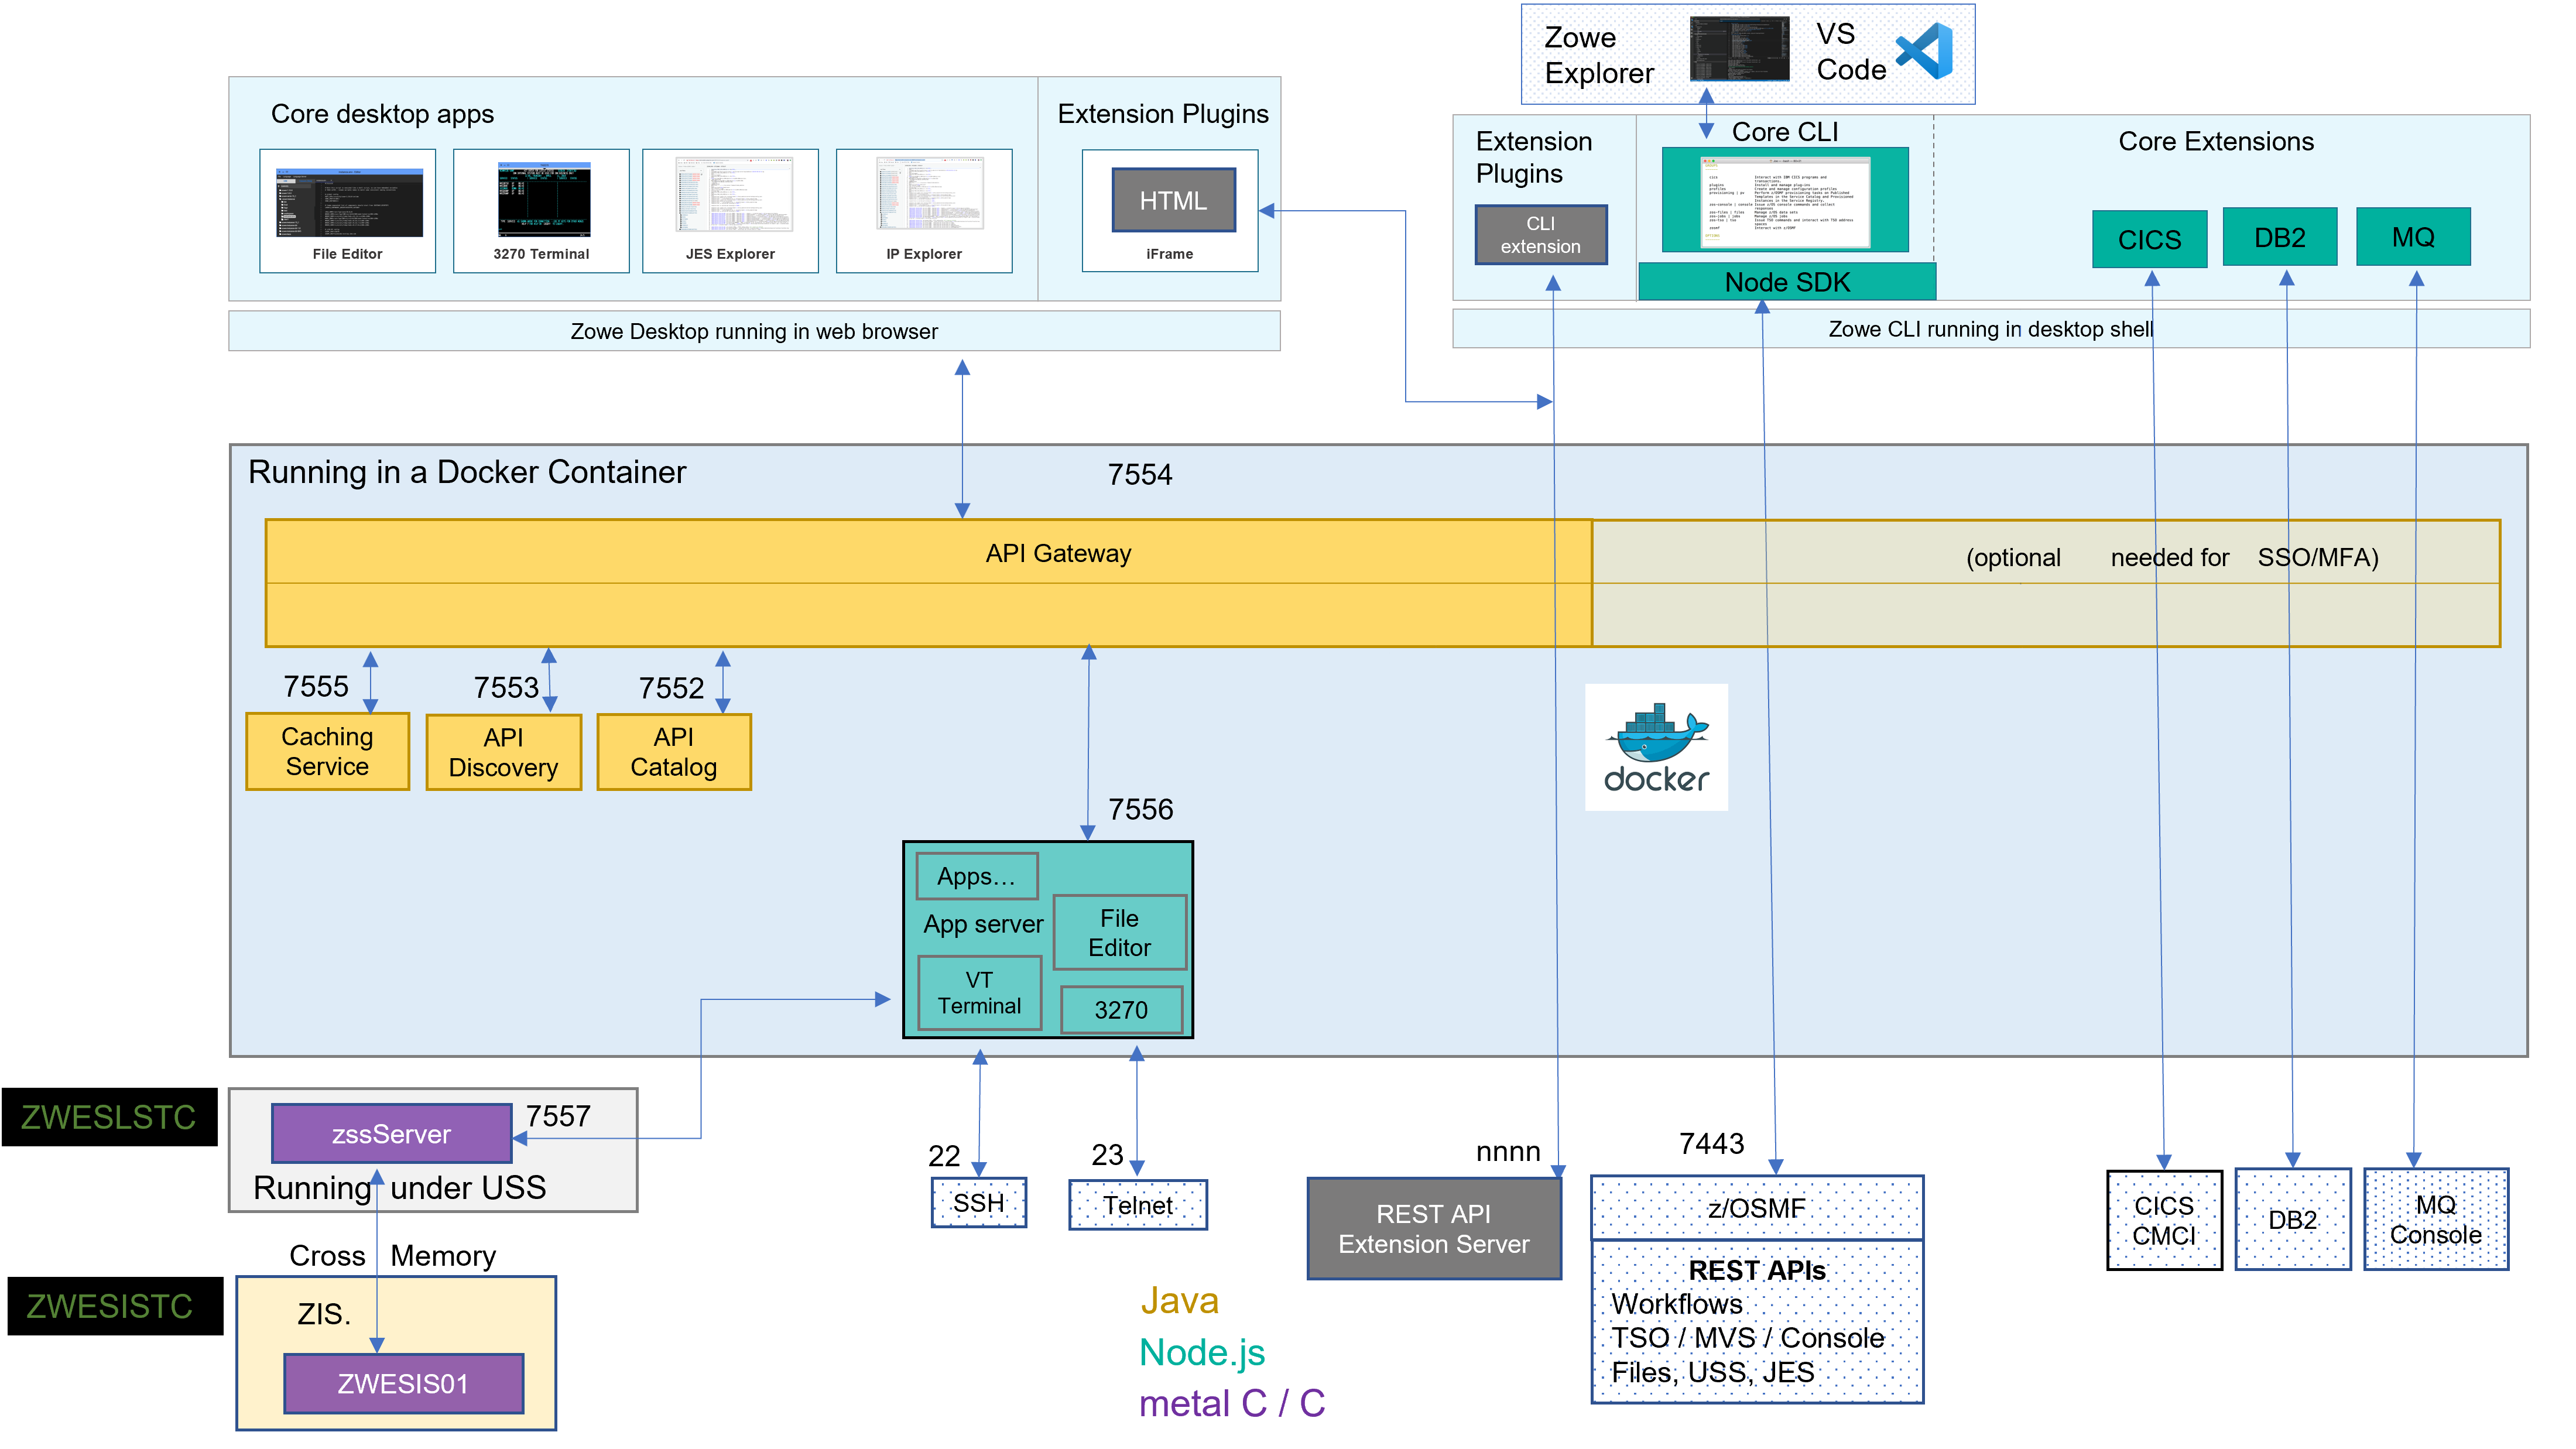 Zowe
Explorer
VS
Code
Core desktop apps
Extension Plugins
File Editor
3270 Terminal
JES Explorer
IP Explorer
HTML
iFrame
Zowe Desktop running in web browser
Extension
Plugins
CLI
extension
Core CLI
Node SDK
Core Extensions
CICS
DB2
MQ
Zowe CLI running in desktop shell
Running in a Docker Container
7554
API Gateway
(optional needed for SSO/MFA)
7555
7553
7552
Caching
Service
API
Discovery
API
Catalog
docker
7556
Apps...
App server
File
Editor
VT
Terminal
3270
ZWESLSTC
zssServer
7557
Running under USS
Cross Memory
ZWESISTC
ZIS.
ZWESIS01
22
SSH
23
Telnet
nnnn
REST API
Extension Server
7443
z/OSMF
REST APIs
Workflows
TSO / MVS / Console
Files, USS, JES
CICS
CMCI
DB2
MQ
Console
Java
Node.js
metal C / C